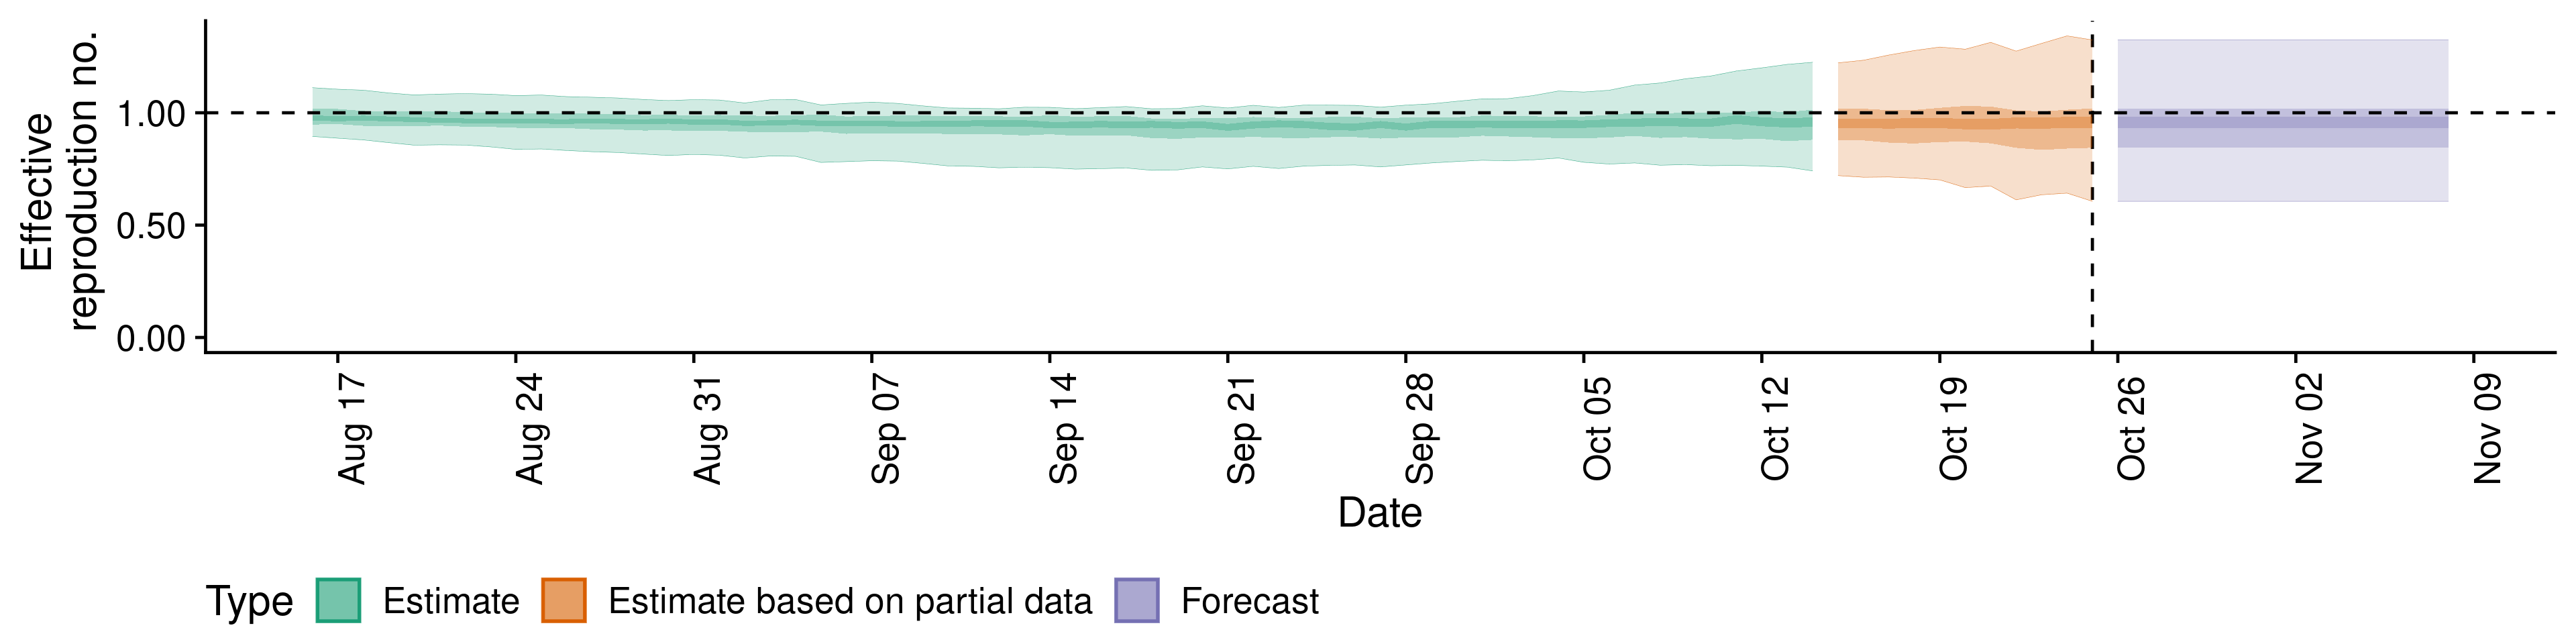 Effective
reproduction no.
1.00
0.50
0.00
Aug 17
Aug 24
Aug 31
Sep 07
Sep 14
Sep 21
Sep 28
Oct 05
Oct 12
Oct 19
Oct 26
Nov 02
Nov 09
Date
Type Estimate Estimate based on partial data Forecast